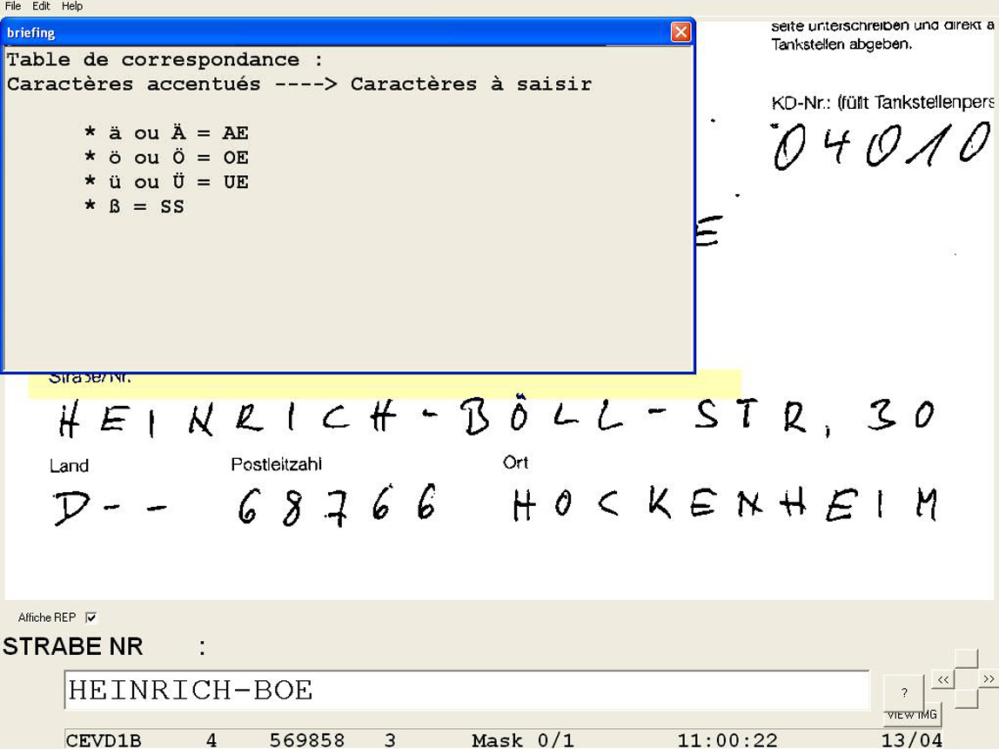 File Edit Help
briefing
Table de correspondance :
Caractères accentués ----> Caractères à saisir
* ä ou Ä = AE
* ö ou Ö = OE
* ü ou Ü = UE
* ß = SS
seite unterschreiben und direkt a
Tankstellen abgeben.
KD-Nr.: (füllt Tankstellenpers
04010
E
Straße/Nr.
HEINRICH-BÖLL-STR. 30
Land Postleitzahl Ort
D-- 68766 HOCKENHEIM
Affiche REP
STRABE NR :
HEINRICH-BOE
<< >>
?
VIEW IMG
CEVD1B 4 569858 3 Mask 0/1 11:00:22 13/04